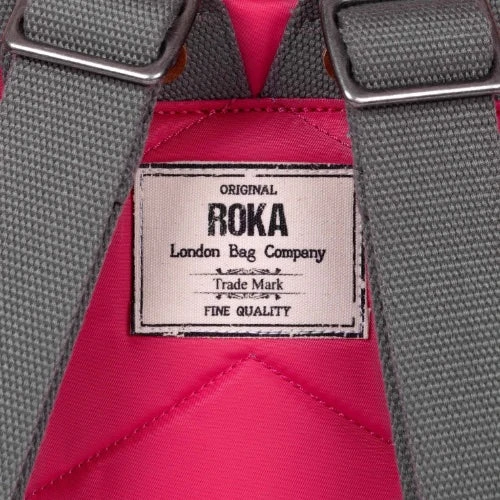 ORIGINAL
ROKA
London Bag Company
Trade Mark
FINE QUALITY